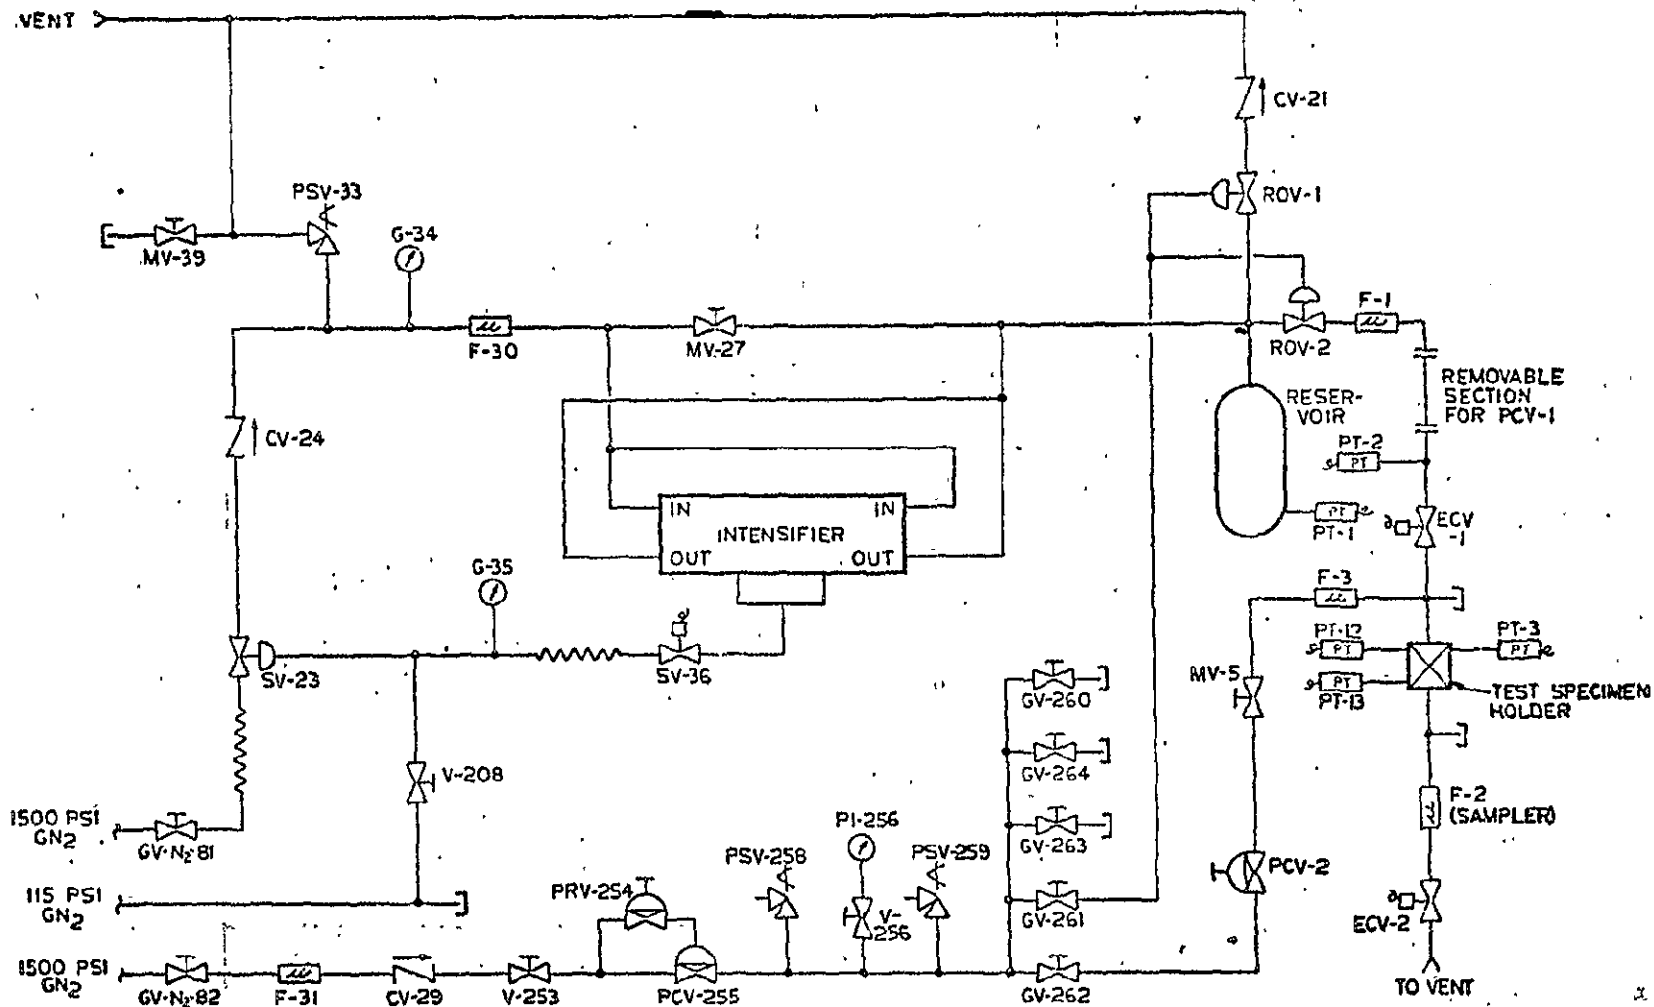 .VENT
CV-21
PSV-33
ROV-1
G-34
MV-39
F-1
F-30
MV-27
ROV-2
REMOVABLE
SECTION
FOR PCV-1
RESER-
VOIR
CV-24
PT-2
PT
IN
IN
INTENSIFIER
OUT
OUT
PT
PT-1
ECV
-1
G-35
F-3
PT-12
PT
PT-3
PT
SV-23
SV-36
MV-5
PT
PT-13
TEST SPECIMEN
HOLDER
GV-260
V-208
GV-264
F-2
(SAMPLER)
1500 PSI
GN2
GV-N2-81
PI-256
GV-263
PSV-258
PSV-259
PCV-2
115 PSI
GN2
PRV-254
V-
256
GV-261
ECV-2
1500 PSI
GN2
GV-N2-82
F-31
CV-29
V-253
PCV-255
GV-262
TO VENT